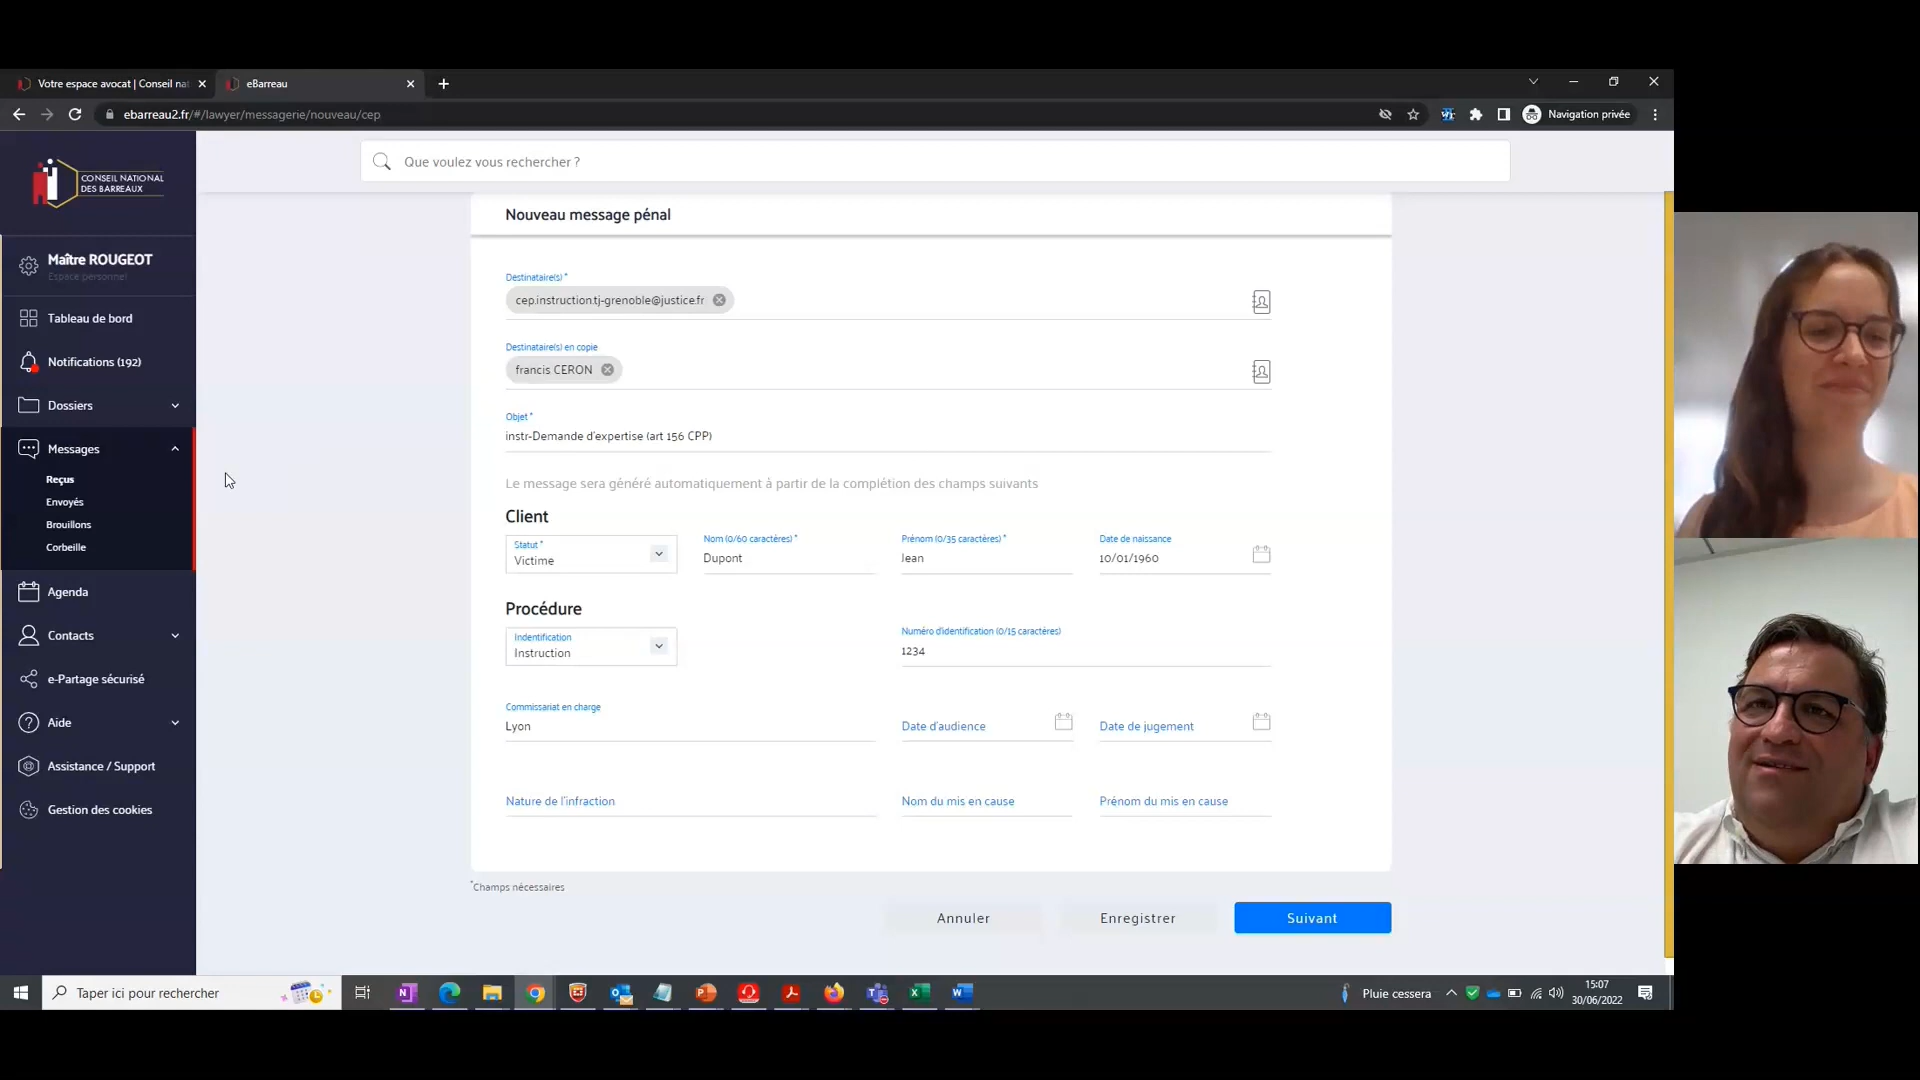 Votre espace avocat | Conseil nat
eBarreau
ebarreau2.fr/#/lawyer/messagerie/nouveau/cep
Navigation privée
CONSEIL NATIONAL
DES BARREAUX
Que voulez vous rechercher ?
Maître ROUGEOT
Espace personnel
Tableau de bord
Notifications (192)
Dossiers
Messages
Reçus
Envoyés
Brouillons
Corbeille
Agenda
Contacts
e-Partage sécurisé
Aide
Assistance / Support
Gestion des cookies
Nouveau message pénal
Destinataire(s) *
cep.instruction.tj-grenoble@justice.fr
Destinataire(s) en copie
francis CERON
Objet *
instr-Demande d'expertise (art 156 CPP)
Le message sera généré automatiquement à partir de la complétion des champs suivants
Client
Statut *
Victime
Nom (0/60 caractères) *
Dupont
Prénom (0/35 caractères) *
Jean
Date de naissance
10/01/1960
Procédure
Indentification
Instruction
Numéro d'identification (0/15 caractères)
1234
Commissariat en charge
Lyon
Date d'audience
Date de jugement
Nature de l'infraction
Nom du mis en cause
Prénom du mis en cause
*Champs nécessaires
Annuler
Enregistrer
Suivant
Taper ici pour rechercher
Pluie cessera
15:07
30/06/2022